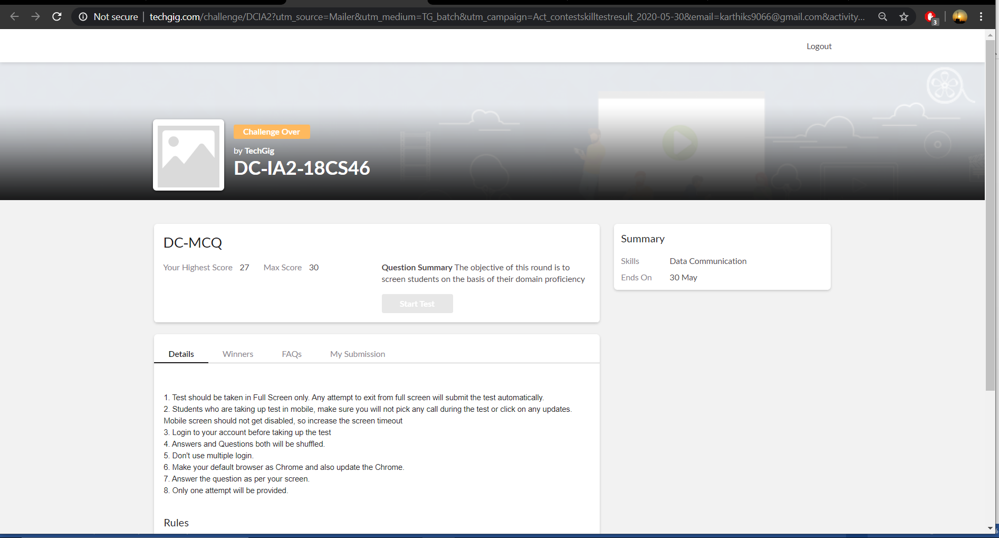 Not secure
techgig.com/challenge/DCIA2?utm_source=Mailer&utm_medium=TG_batch&utm_campaign=Act_contestskilltestresult_2020-05-30&email=karthiks9066@gmail.com&activity...
3
Logout
Challenge Over
by TechGig
DC-IA2-18CS46
DC-MCQ
Your Highest Score 27 Max Score 30
Question Summary The objective of this round is to
screen students on the basis of their domain proficiency
Start Test
Summary
Skills Data Communication
Ends On 30 May
Details Winners FAQs My Submission
1. Test should be taken in Full Screen only. Any attempt to exit from full screen will submit the test automatically.
2. Students who are taking up test in mobile, make sure you will not pick any call during the test or click on any updates.
Mobile screen should not get disabled, so increase the screen timeout
3. Login to your account before taking up the test
4. Answers and Questions both will be shuffled.
5. Don't use multiple login.
6. Make your default browser as Chrome and also update the Chrome.
7. Answer the question as per your screen.
8. Only one attempt will be provided.
Rules